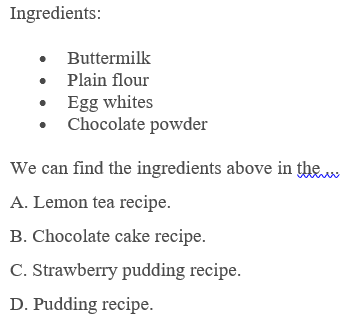 Ingredients:
• Buttermilk
• Plain flour
• Egg whites
• Chocolate powder
We can find the ingredients above in the ...
A. Lemon tea recipe.
B. Chocolate cake recipe.
C. Strawberry pudding recipe.
D. Pudding recipe.